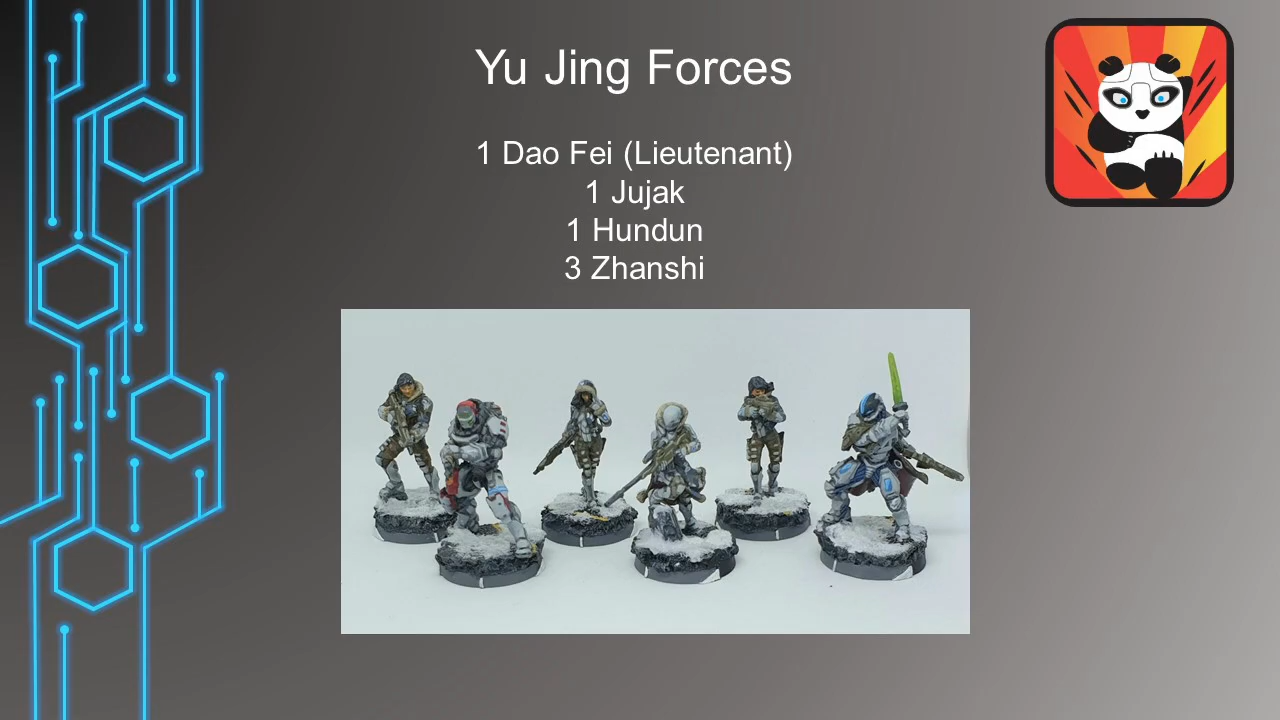 Yu Jing Forces
1 Dao Fei (Lieutenant)
1 Jujak
1 Hundun
3 Zhanshi